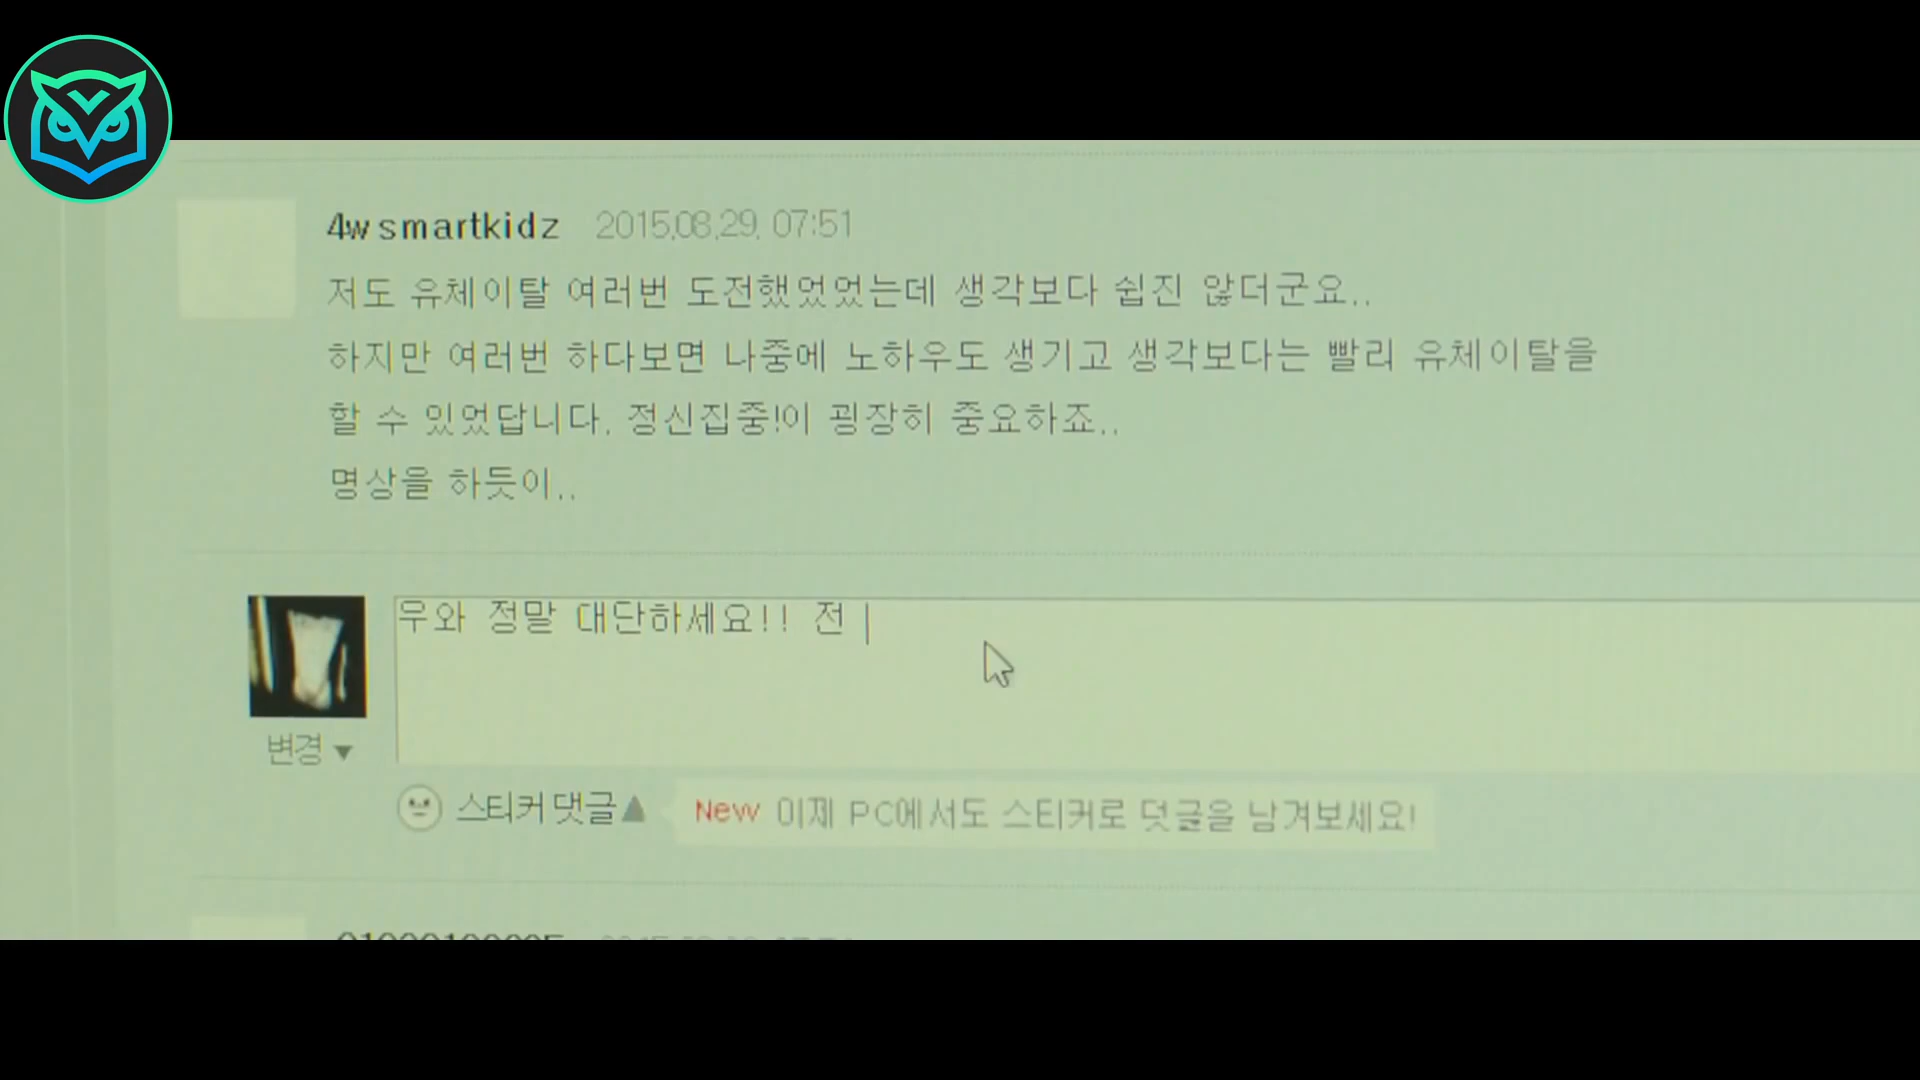 4wsmartkidz 2015.08.29. 07:51
저도 유체이탈 여러번 도전했었었는데 생각보다 쉽진 않더군요..
하지만 여러번 하다보면 나중에 노하우도 생기고 생각보다는 빨리 유체이탈을
할 수 있었답니다. 정신집중!이 굉장히 중요하죠..
명상을 하듯이..
우와 정말 대단하세요!! 전
변경 ▼
스티커 댓글▲ New 이제 PC에서도 스티커로 덧글을 남겨보세요!